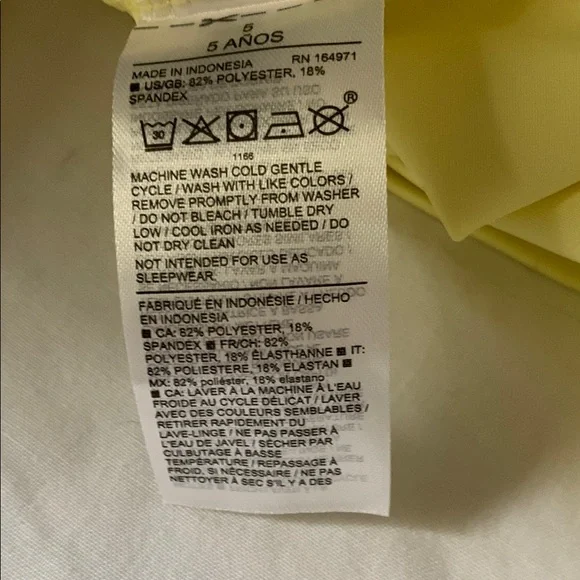 5
5 AÑOS
MADE IN INDONESIA RN 164971
■ US/GB: 82% POLYESTER, 18%
SPANDEX
30
®
1166
MACHINE WASH COLD GENTLE
CYCLE / WASH WITH LIKE COLORS /
REMOVE PROMPTLY FROM WASHER
/ DO NOT BLEACH / TUMBLE DRY
LOW / COOL IRON AS NEEDED / DO
NOT DRY CLEAN
NOT INTENDED FOR USE AS
SLEEPWEAR.
FABRIQUÉ EN INDONÉSIE / HECHO
EN INDONESIA
■ CA: 82% POLYESTER, 18%
SPANDEX ■ FR/CH: 82%
POLYESTER, 18% ÉLASTHANNE ■ IT:
82% POLIESTERE, 18% ELASTAN ■
MX: 82% poliéster, 18% elastano
■ CA: LAVER À LA MACHINE À L'EAU
FROIDE AU CYCLE DÉLICAT / LAVER
AVEC DES COULEURS SEMBLABLES /
RETIRER RAPIDEMENT DU
LAVE-LINGE / NE PAS PASSER À
L'EAU DE JAVEL / SÉCHER PAR
CULBUTAGE À BASSE
TEMPÉRATURE / REPASSAGE À
FROID, SI NÉCESSAIRE / NE PAS
NETTOYER À SEC S'IL Y A DES